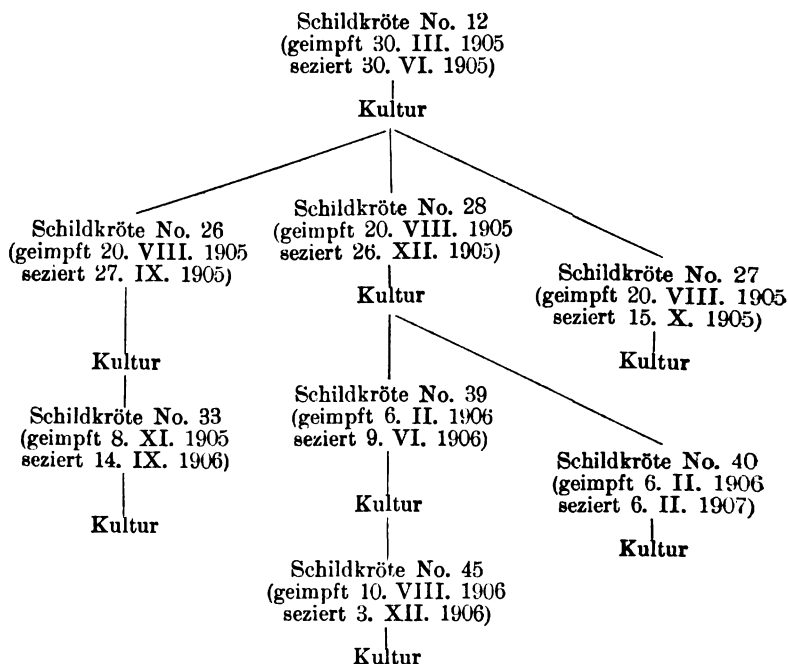 Schildkröte No. 12
(geimpft 30. III. 1905
seziert 30. VI. 1905)
Kultur
Schildkröte No. 26
(geimpft 20. VIII. 1905
seziert 27. IX. 1905)
Kultur
Schildkröte No. 33
(geimpft 8. XI. 1905
seziert 14. IX. 1906)
Kultur
Schildkröte No. 28
(geimpft 20. VIII. 1905
seziert 26. XII. 1905)
Kultur
Schildkröte No. 39
(geimpft 6. II. 1906
seziert 9. VI. 1906)
Kultur
Schildkröte No. 45
(geimpft 10. VIII. 1906
seziert 3. XII. 1906)
Kultur
Schildkröte No. 27
(geimpft 20. VIII. 1905
seziert 15. X. 1905)
Kultur
Schildkröte No. 40
(geimpft 6. II. 1906
seziert 6. II. 1907)
Kultur